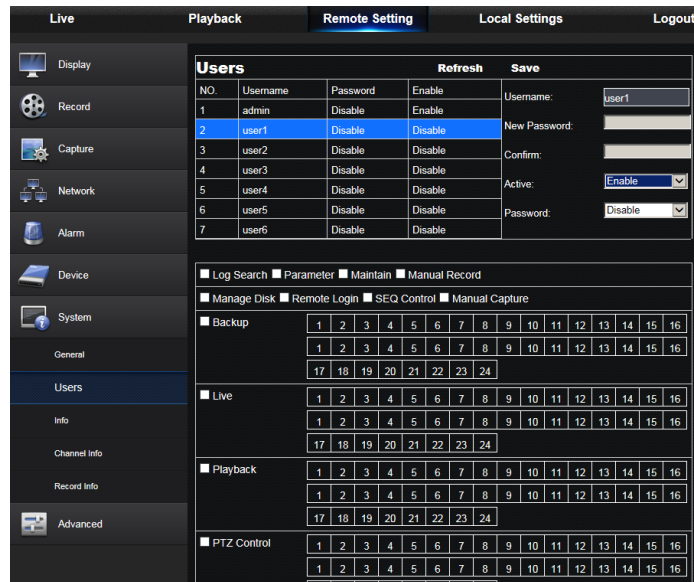 Live Playback Remote Setting Local Settings Logout
Display
Record
Capture
Network
Alarm
Device
System
General
Users
Info
Channel Info
Record Info
Advanced
Users Refresh Save
NO. Username Password Enable
1 admin Disable Enable
2 user1 Disable Disable
3 user2 Disable Disable
4 user3 Disable Disable
5 user4 Disable Disable
6 user5 Disable Disable
7 user6 Disable Disable
Username: user1
New Password:
Confirm:
Active: Enable
Password: Disable
Log Search Parameter Maintain Manual Record
Manage Disk Remote Login SEQ Control Manual Capture
Backup 1 2 3 4 5 6 7 8 9 10 11 12 13 14 15 16
1 2 3 4 5 6 7 8 9 10 11 12 13 14 15 16
17 18 19 20 21 22 23 24
Live 1 2 3 4 5 6 7 8 9 10 11 12 13 14 15 16
1 2 3 4 5 6 7 8 9 10 11 12 13 14 15 16
17 18 19 20 21 22 23 24
Playback 1 2 3 4 5 6 7 8 9 10 11 12 13 14 15 16
1 2 3 4 5 6 7 8 9 10 11 12 13 14 15 16
17 18 19 20 21 22 23 24
PTZ Control 1 2 3 4 5 6 7 8 9 10 11 12 13 14 15 16
1 2 3 4 5 6 7 8 9 10 11 12 13 14 15 16